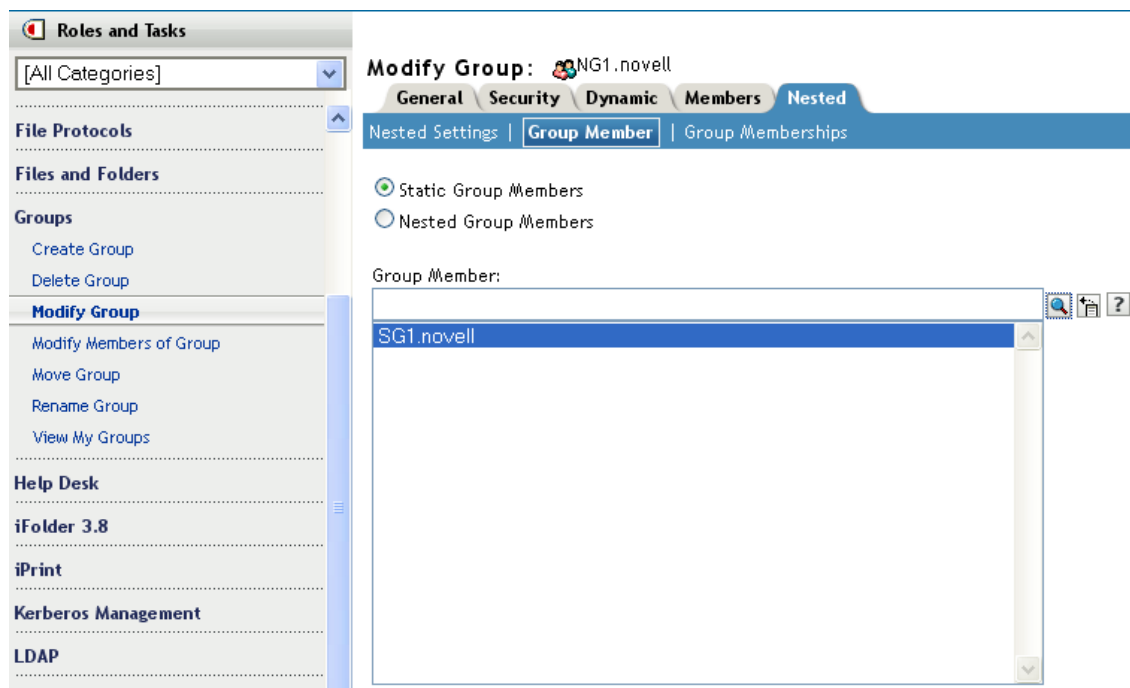 Roles and Tasks
[All Categories]
File Protocols
Files and Folders
Groups
Create Group
Delete Group
Modify Group
Modify Members of Group
Move Group
Rename Group
View My Groups
Help Desk
iFolder 3.8
iPrint
Kerberos Management
LDAP
Modify Group: NG1.novell
General Security Dynamic Members Nested
Nested Settings | Group Member | Group Memberships
Static Group Members
Nested Group Members
Group Member:
?
SG1.novell